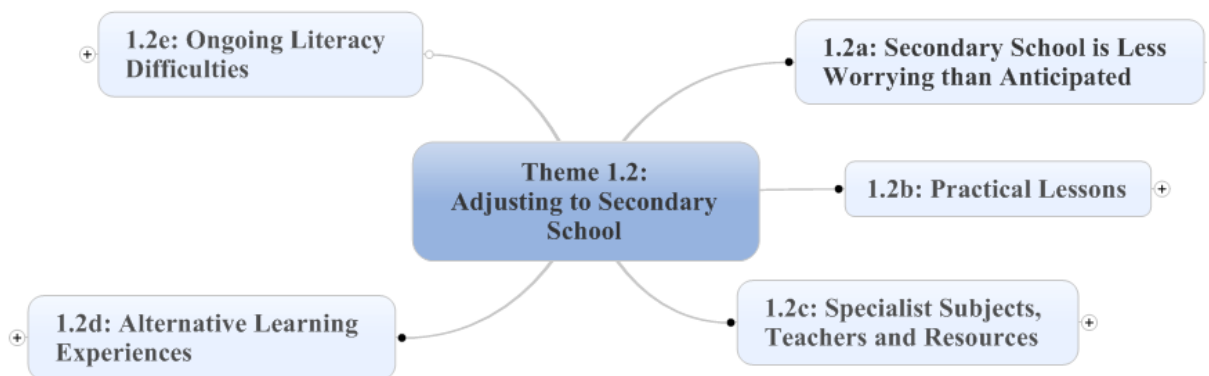 1.2e: Ongoing Literacy
Difficulties
1.2a: Secondary School is Less
Worrying than Anticipated
Theme 1.2:
Adjusting to Secondary
School
1.2b: Practical Lessons
1.2c: Specialist Subjects,
Teachers and Resources
1.2d: Alternative Learning
Experiences